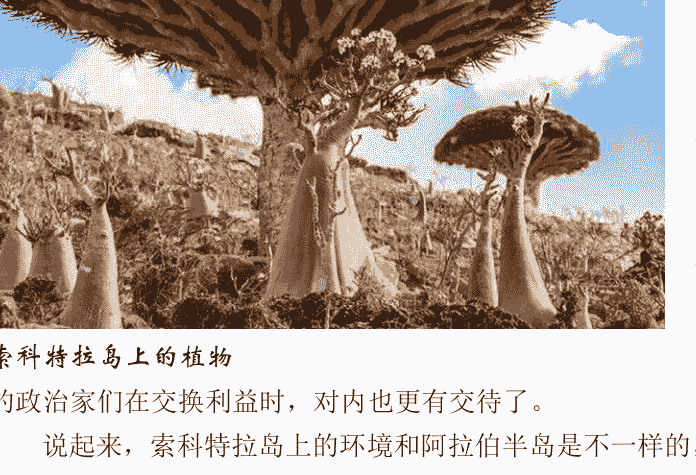 索科特拉岛上的植物
的政治家们在交换利益时，对内也更有交待了。
说起来，索科特拉岛上的环境和阿拉伯半岛是不一样的